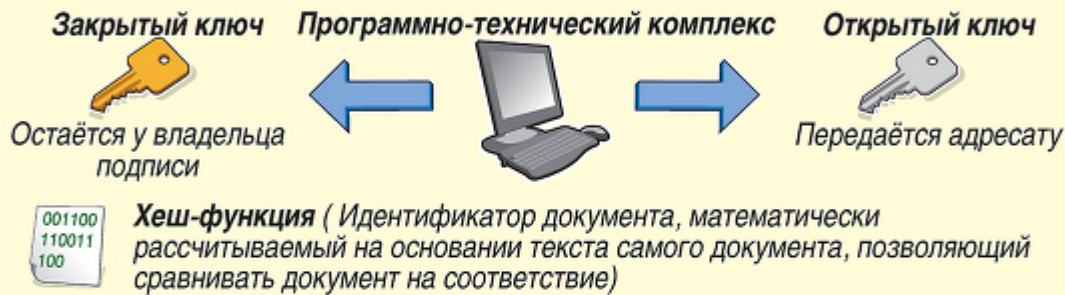 Закрытый ключ Программно-технический комплекс Открытый ключ
Остаётся у владельца
подписи
Передаётся адресату
001100
110011
100
Хеш-функция ( Идентификатор документа, математически
рассчитываемый на основании текста самого документа, позволяющий
сравнивать документ на соответствие)